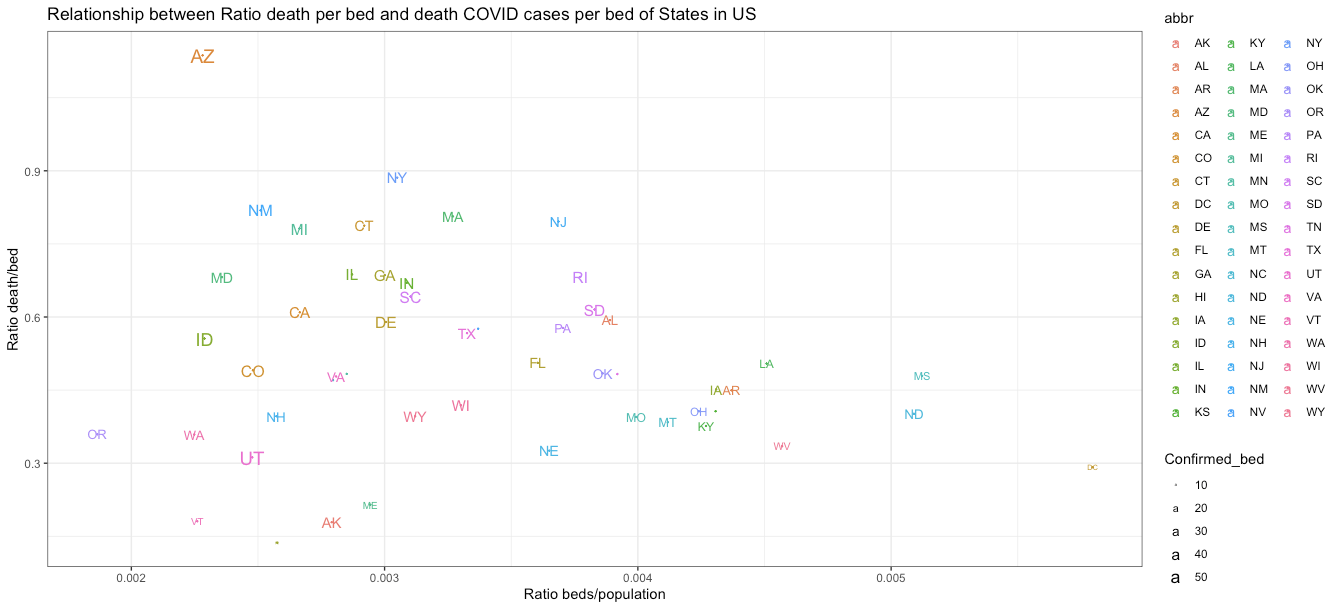 Relationship between Ratio death per bed and death COVID cases per bed of States in US
AZ
NY
NM
MA
NJ
CT
MI
MD
IL
GA
RI
IN
SC
CA
SD
DE
AL
PA
TX
ID
FL
LA
CO
OK
VA
MS
IA
AR
WI
OH
ND
NH
WY
MO
MT
KY
OR
WA
WV
NE
UT
DC
ME
VT
AK
0.9
0.6
0.3
0.002
0.003
0.004
0.005
Ratio death/bed
Ratio beds/population
abbr
a AK a KY a NY
a AL a LA a OH
a AR a MA a OK
a AZ a MD a OR
a CA a ME a PA
a CO a MI a RI
a CT a MN a SC
a DC a MO a SD
a DE a MS a TN
a FL a MT a TX
a GA a NC a UT
a HI a ND a VA
a IA a NE a VT
a ID a NH a WA
a IL a NJ a WI
a IN a NM a WV
a KS a NV a WY
Confirmed_bed
10
a 20
a 30
a 40
a 50